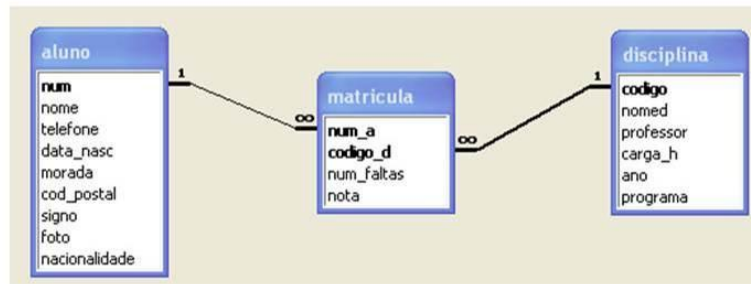 aluno
num
nome
telefone
data_nasc
morada
cod_postal
signo
foto
nacionalidade
1
∞
matricula
num_a
codigo_d
num_faltas
nota
∞
1
disciplina
codigo
nomed
professor
carga_h
ano
programa